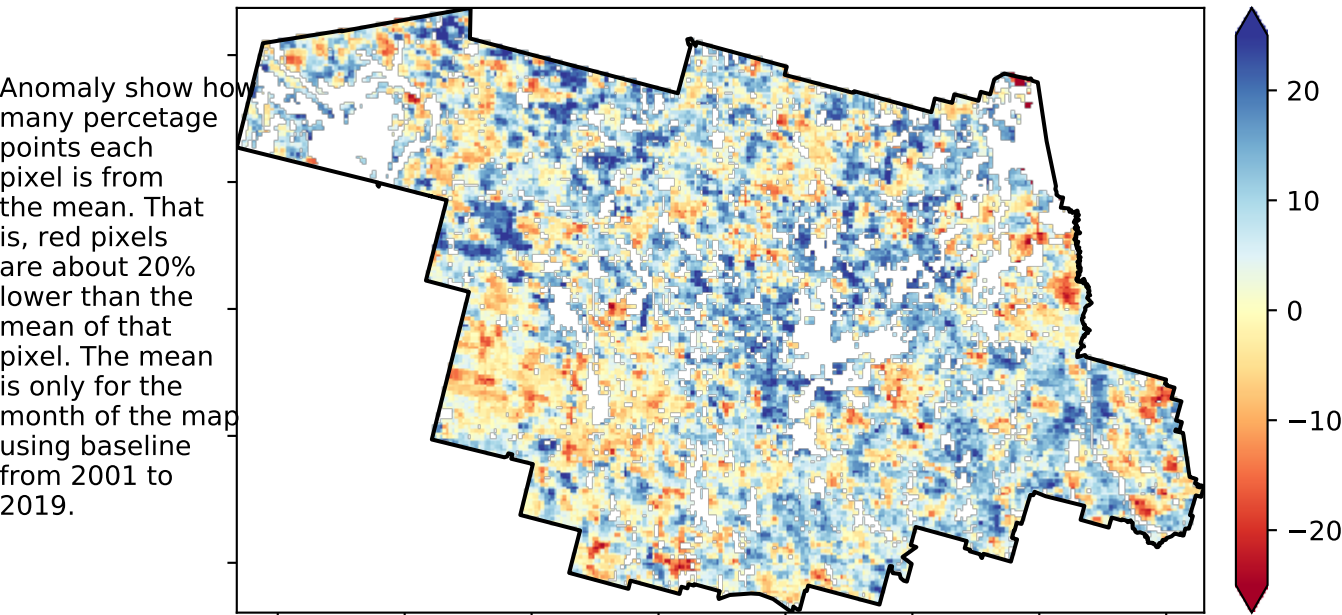 Anomaly show how
many percetage
points each
pixel is from
the mean. That
is, red pixels
are about 20%
lower than the
mean of that
pixel. The mean
is only for the
month of the map
using baseline
from 2001 to
2019.
20
10
0
−10
−20